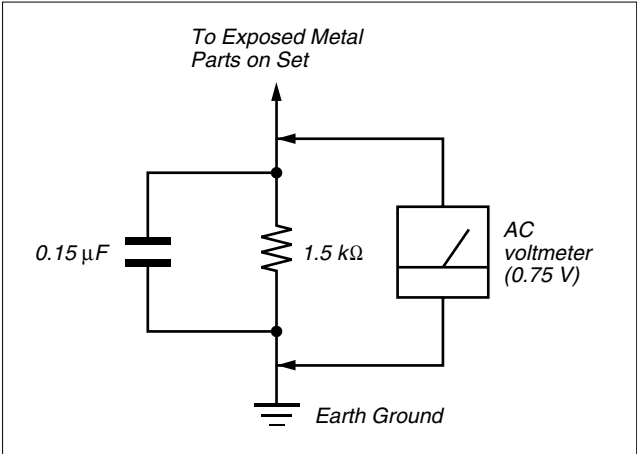 To Exposed Metal
Parts on Set
0.15 µF
1.5 kΩ
AC
voltmeter
(0.75 V)
Earth Ground